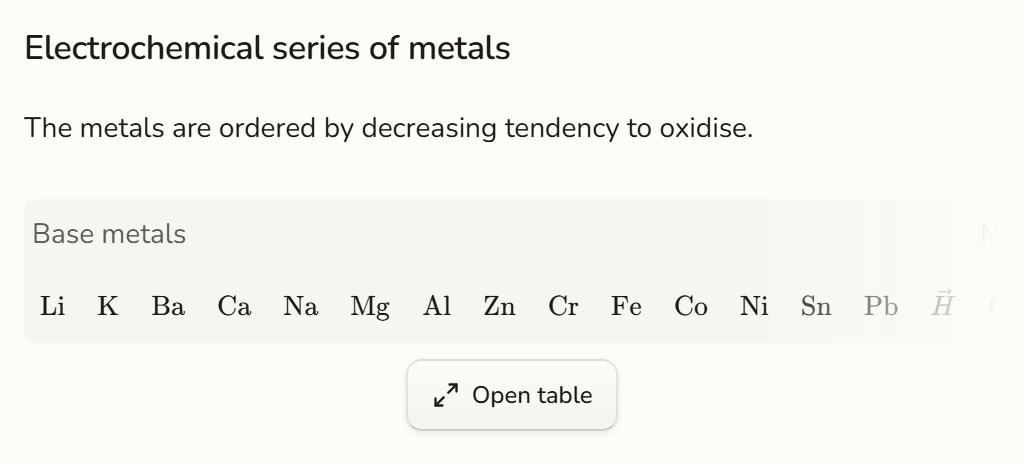 Electrochemical series of metals
The metals are ordered by decreasing tendency to oxidise.
Base metals
Li K Ba Ca Na Mg Al Zn Cr Fe Co Ni Sn Pb H⃗
Open table